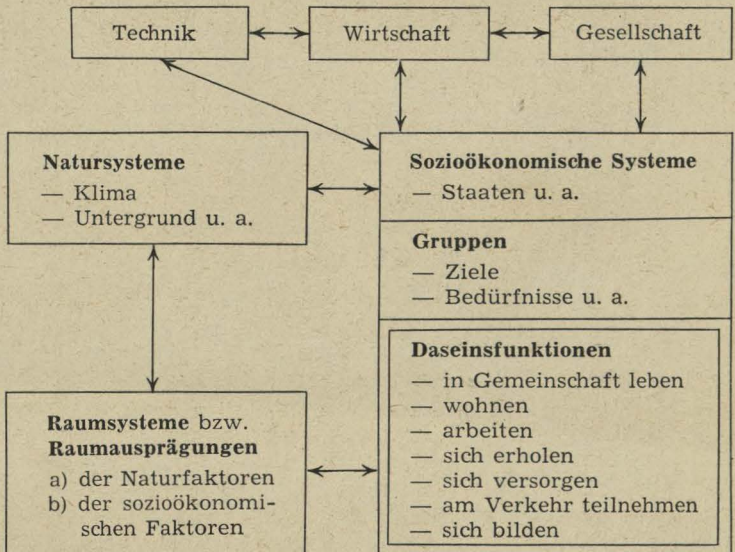 Technik
Wirtschaft
Gesellschaft
Natursysteme
— Klima
— Untergrund u. a.
Sozioökonomische Systeme
— Staaten u. a.
Gruppen
— Ziele
— Bedürfnisse u. a.
Raumsysteme bzw.
Raumausprägungen
a) der Naturfaktoren
b) der sozioökonomi-
schen Faktoren
Daseinsfunktionen
— in Gemeinschaft leben
— wohnen
— arbeiten
— sich erholen
— sich versorgen
— am Verkehr teilnehmen
— sich bilden